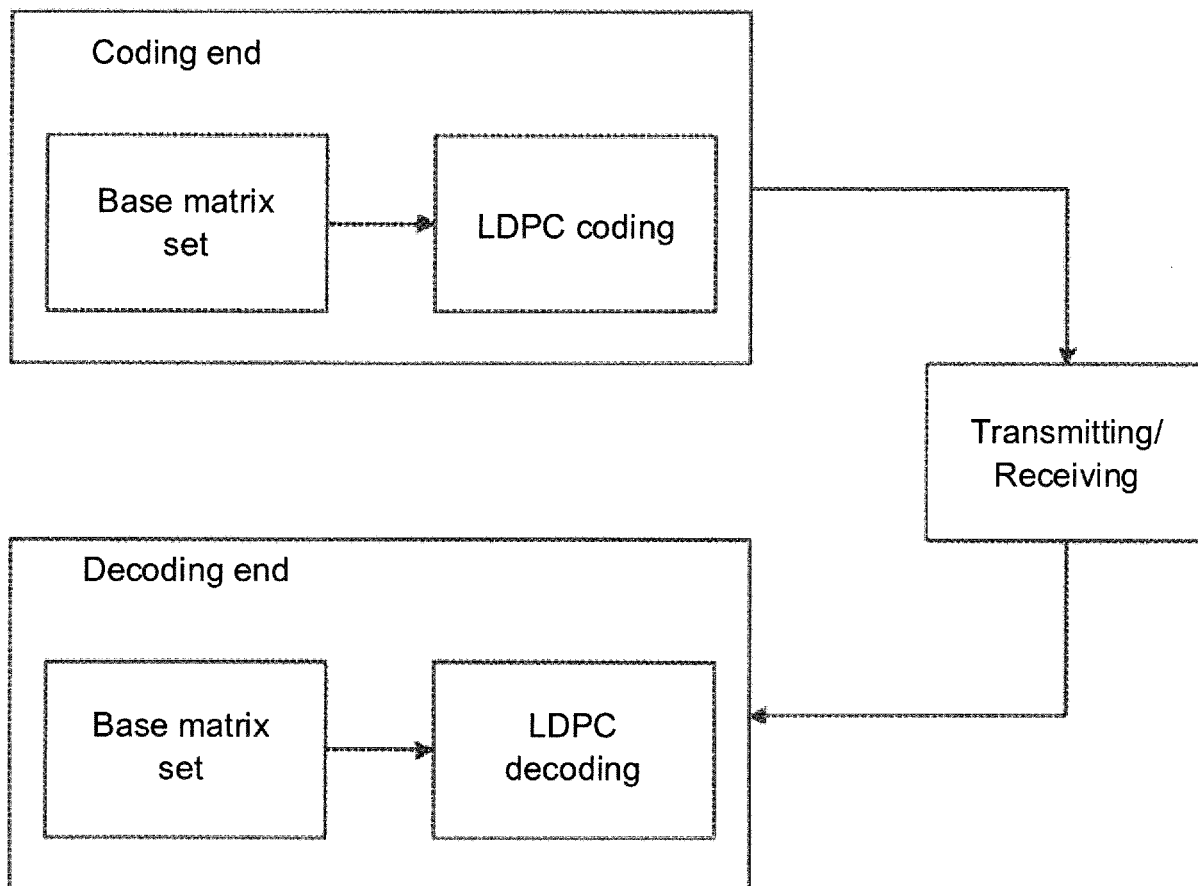 Coding end
Base matrix
set
LDPC coding
Transmitting/
Receiving
Decoding end
Base matrix
set
LDPC
decoding